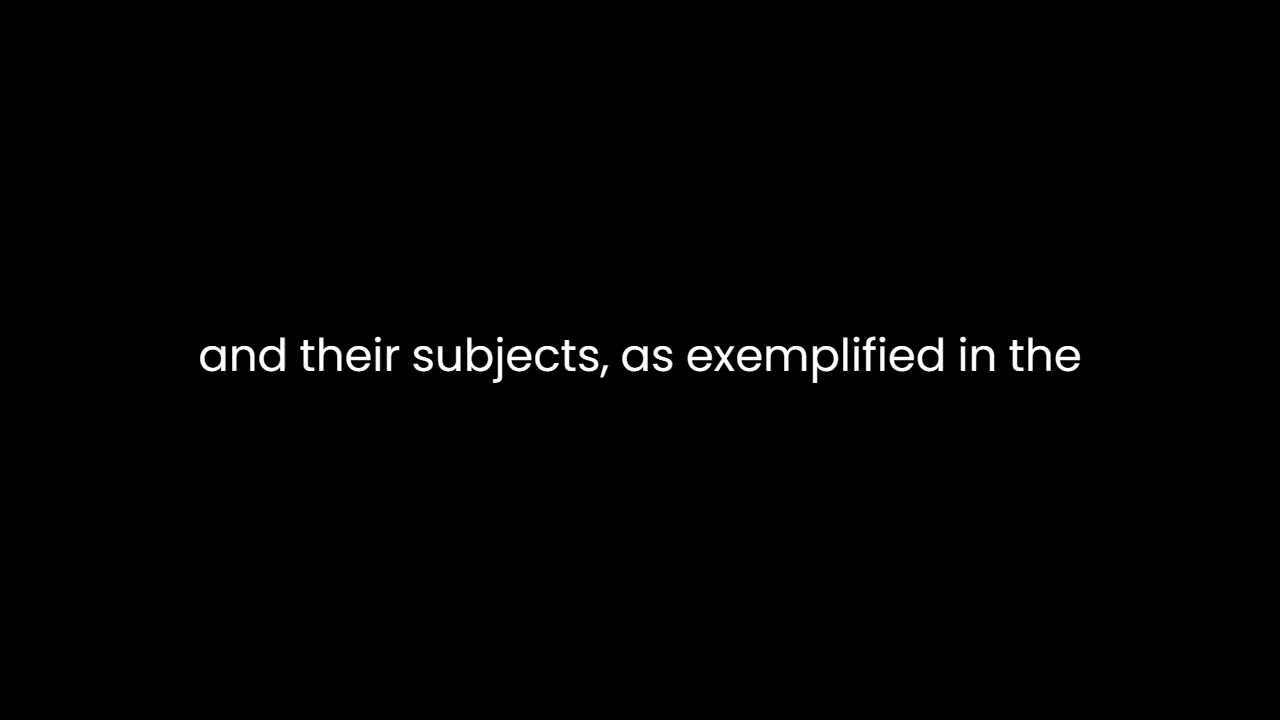 and their subjects, as exemplified in the